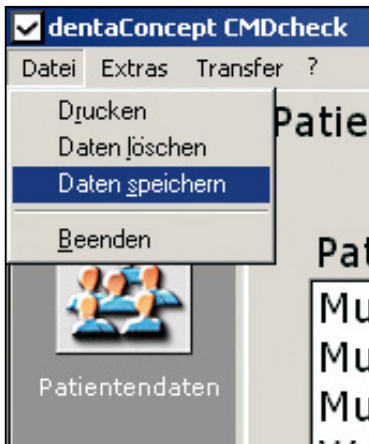 dentaConcept CMDcheck
Datei Extras Transfer ?
Drucken
Daten löschen
Daten speichern
Beenden
Patie
Pat
Mu
Mu
Mu
Patientendaten